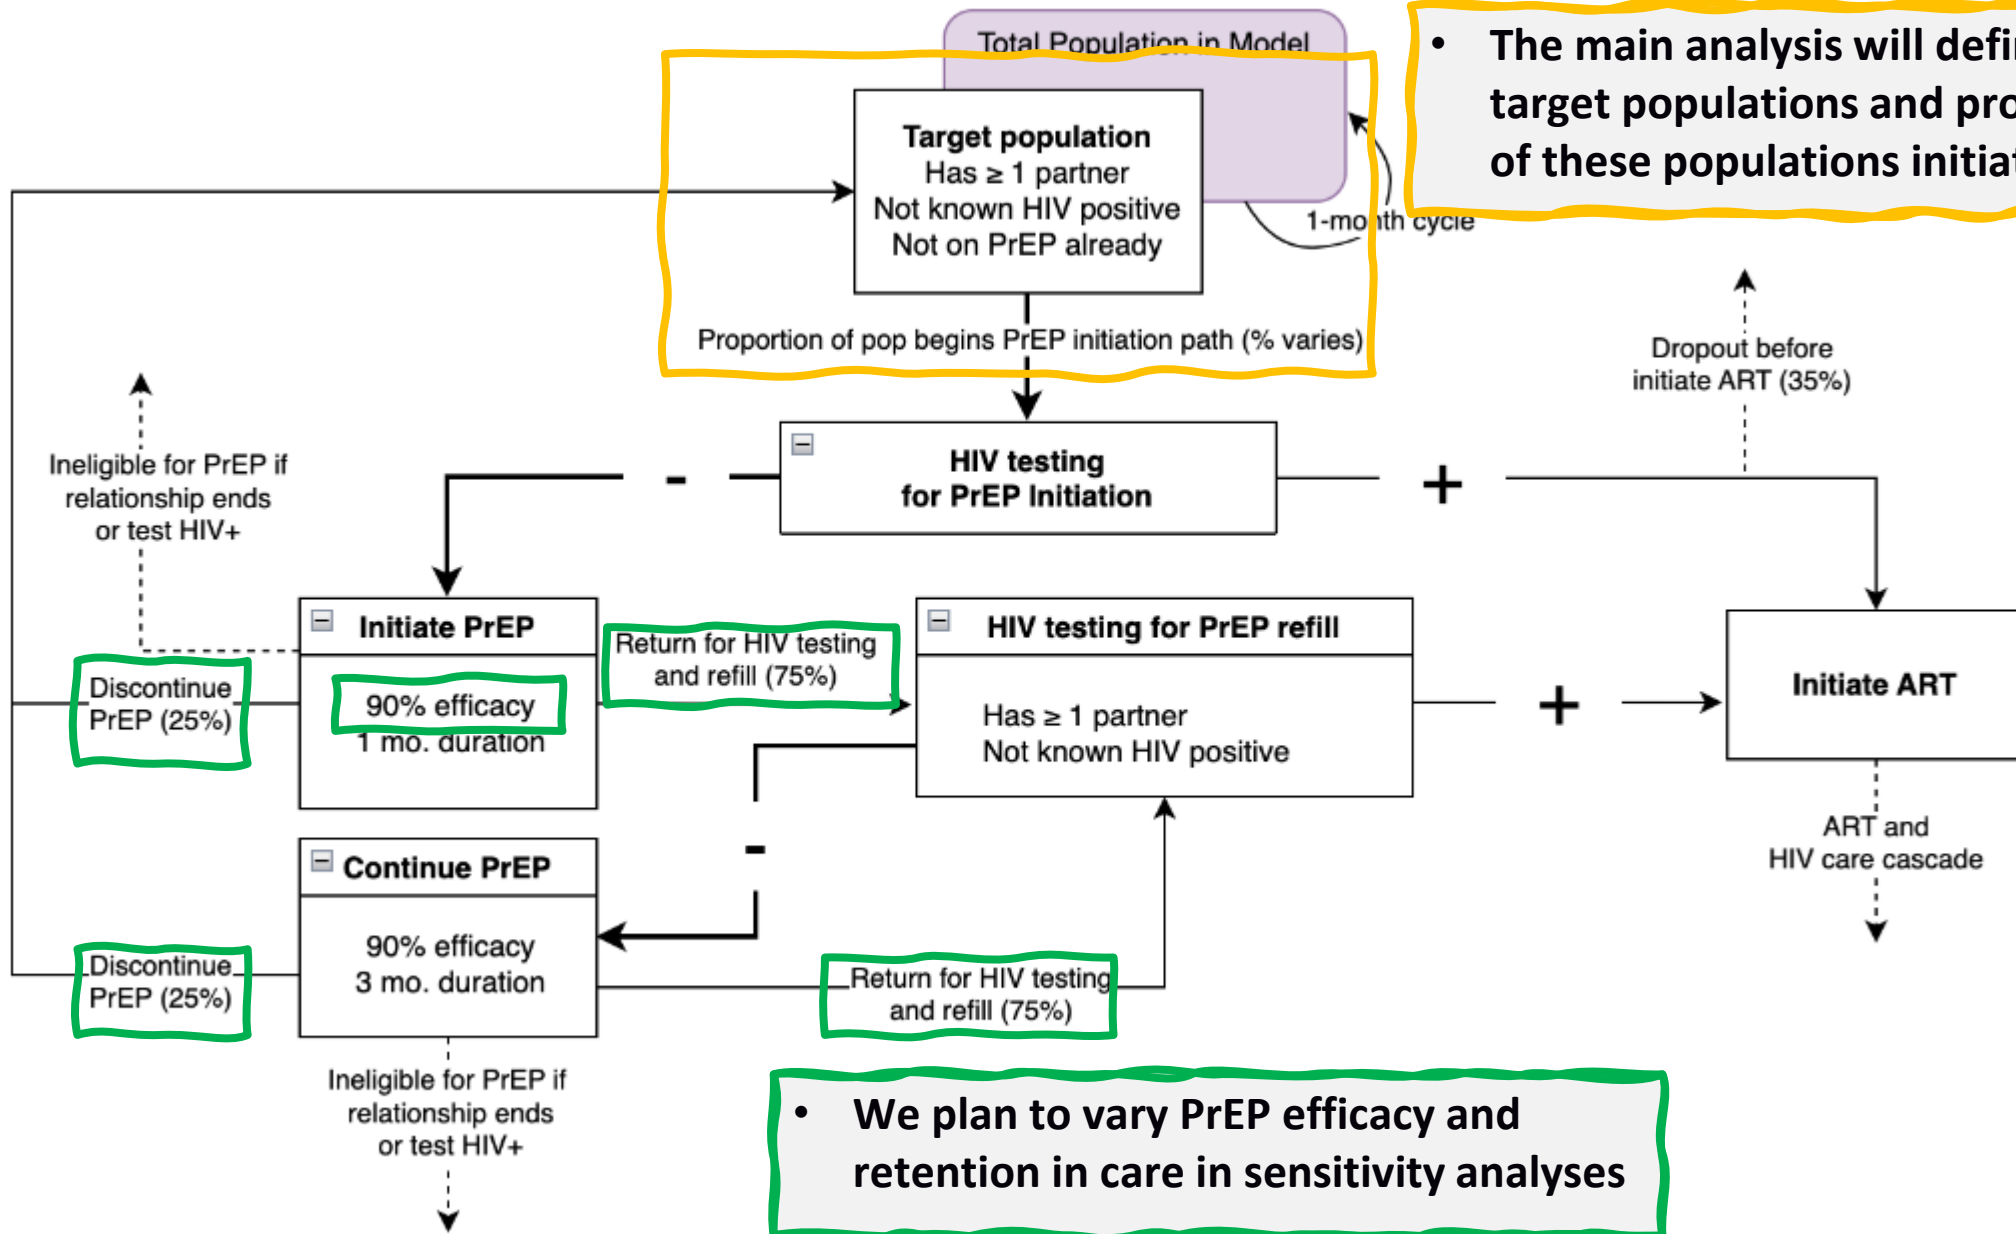 Total Population in Model
• The main analysis will
target populations and
of these populations
Target population
Has ≥ 1 partner
Not known HIV positive
Not on PrEP already
1-month cycle
Proportion of pop begins PrEP initiation path (% varies)
Dropout before
initiate ART (35%)
Ineligible for PrEP if
relationship ends
or test HIV+
HIV testing
for PrEP Initiation
-
+
Initiate PrEP
90% efficacy
1 mo. duration
Return for HIV testing
and refill (75%)
HIV testing for PrEP refill
Has ≥ 1 partner
Not known HIV positive
+
Initiate ART
Discontinue
PrEP (25%)
-
ART and
HIV care cascade
Continue PrEP
90% efficacy
3 mo. duration
Discontinue
PrEP (25%)
Return for HIV testing
and refill (75%)
Ineligible for PrEP if
relationship ends
or test HIV+
• We plan to vary PrEP efficacy and
retention in care in sensitivity analyses